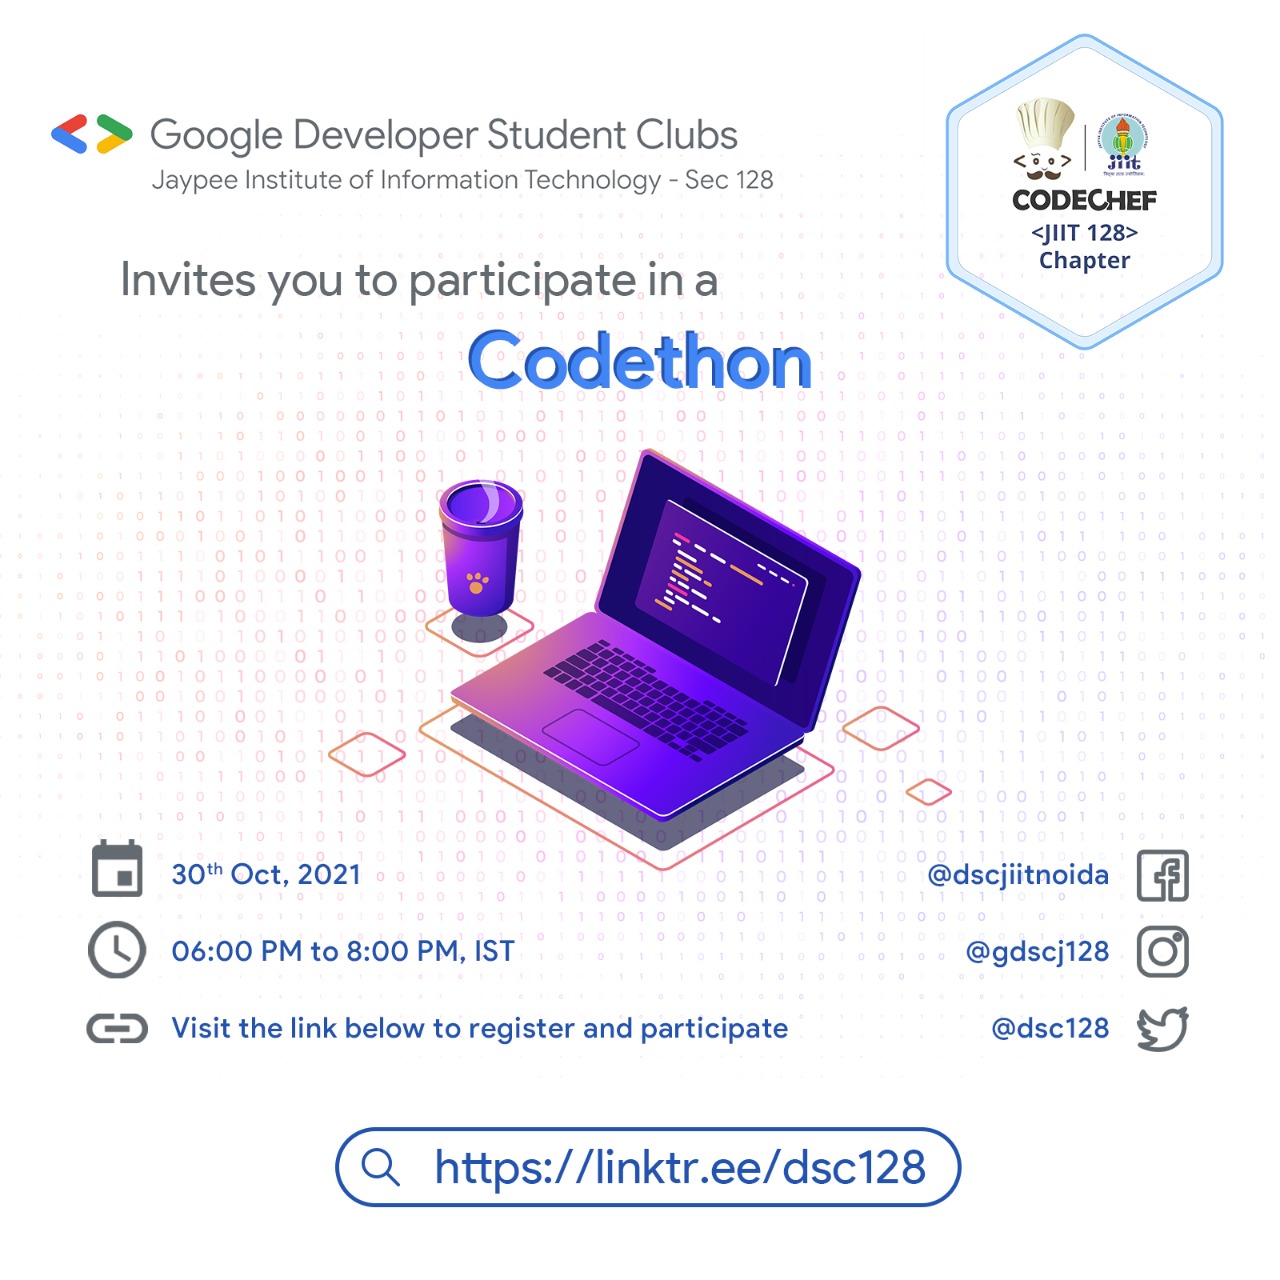 Google Developer Student Clubs
Jaypee Institute of Information Technology - Sec 128
jiit
CODECHEF
<JIIT 128>
Chapter
Invites you to participate in a
Codethon
30th Oct, 2021
06:00 PM to 8:00 PM, IST
Visit the link below to register and participate
@dscjiitnoida
@gdscj128
@dsc128
https://linktr.ee/dsc128